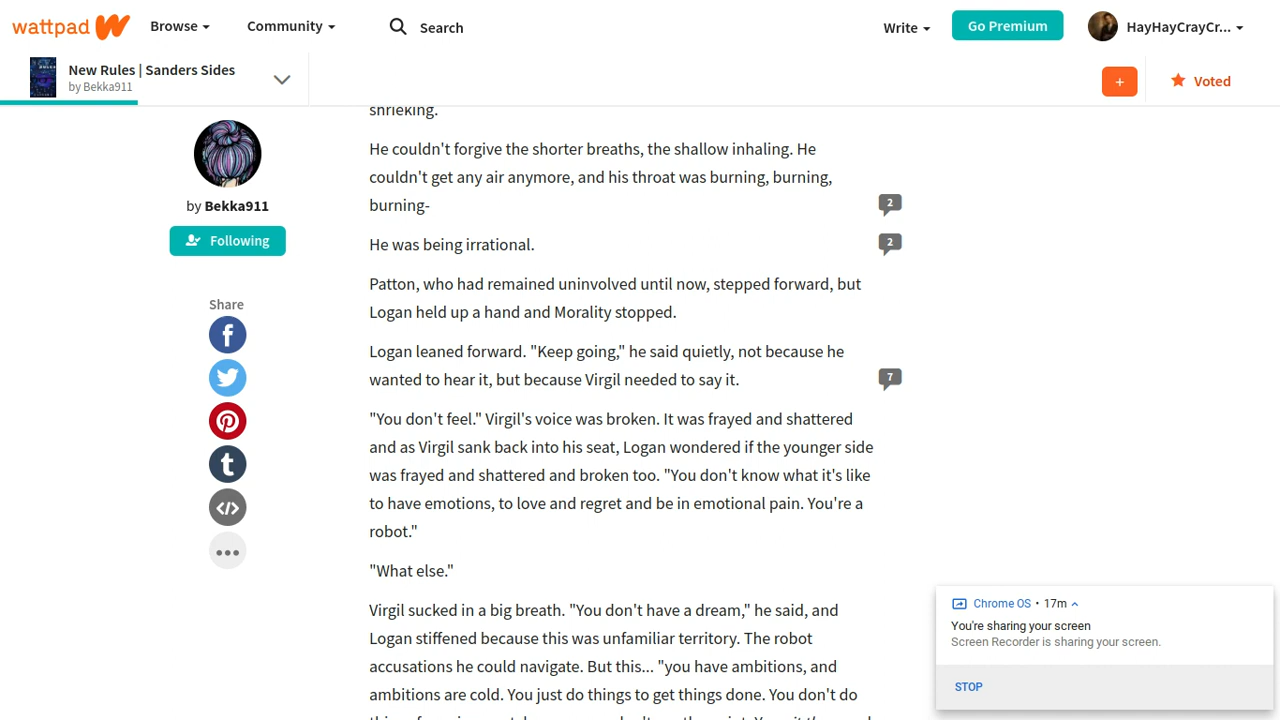 wattpad
Browse
Community
Search
Write
Go Premium
HayHayCrayCr...
New Rules | Sanders Sides
by Bekka911
+
Voted
by Bekka911
Following
Share
shrieking.
He couldn't forgive the shorter breaths, the shallow inhaling. He
couldn't get any air anymore, and his throat was burning, burning,
burning-
2
He was being irrational.
2
Patton, who had remained uninvolved until now, stepped forward, but
Logan held up a hand and Morality stopped.
Logan leaned forward. "Keep going," he said quietly, not because he
wanted to hear it, but because Virgil needed to say it.
7
"You don't feel." Virgil's voice was broken. It was frayed and shattered
and as Virgil sank back into his seat, Logan wondered if the younger side
was frayed and shattered and broken too. "You don't know what it's like
to have emotions, to love and regret and be in emotional pain. You're a
robot."
"What else."
Virgil sucked in a big breath. "You don't have a dream," he said, and
Logan stiffened because this was unfamiliar territory. The robot
accusations he could navigate. But this... "you have ambitions, and
ambitions are cold. You just do things to get things done. You don't do
Chrome OS • 17m
You're sharing your screen
Screen Recorder is sharing your screen.
STOP